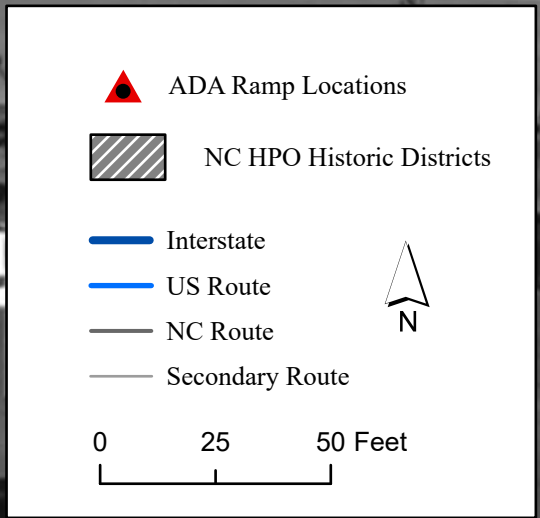 ADA Ramp Locations
NC HPO Historic Districts
Interstate
US Route
NC Route
Secondary Route
N
0 25 50 Feet